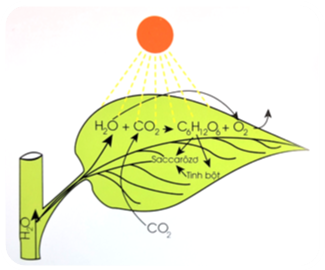 H₂O + CO₂ → C₆H₁₂O₆ + O₂
Saccarôzơ
Tinh bột
H₂O
CO₂